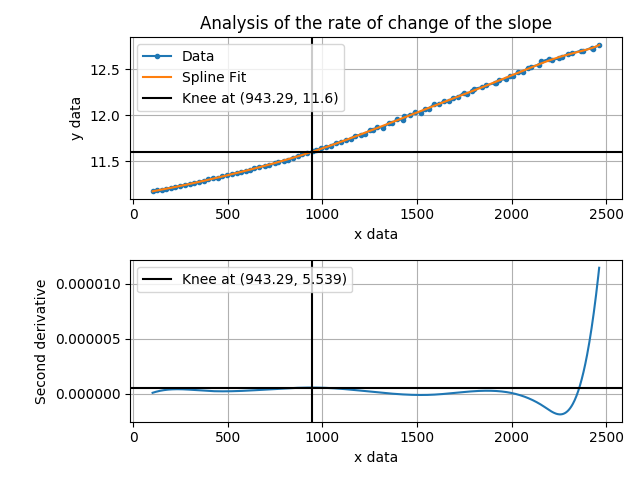 Analysis of the rate of change of the slope
Data
Spline Fit
Knee at (943.29, 11.6)
12.5
12.0
11.5
y data
0 500 1000 1500 2000 2500
x data
Knee at (943.29, 5.539)
0.000010
0.000005
0.000000
Second derivative
0 500 1000 1500 2000 2500
x data